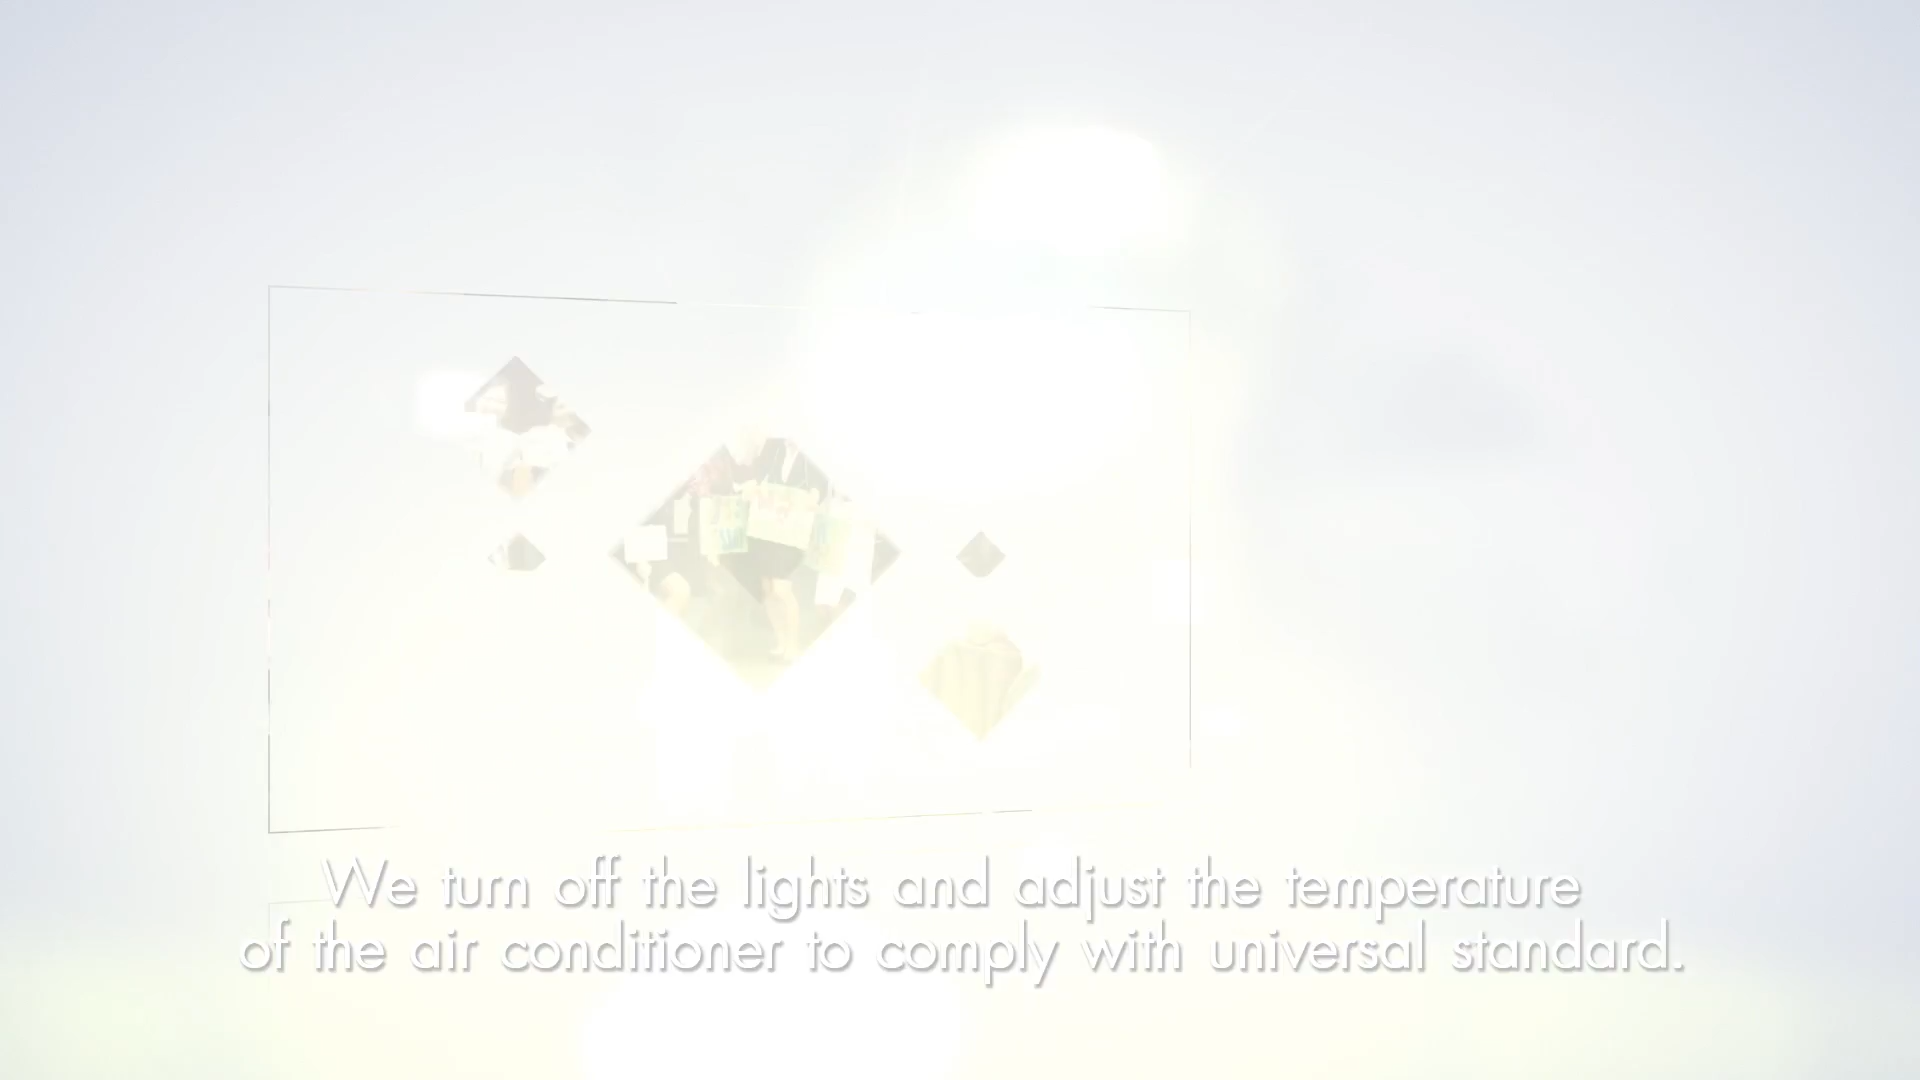 We turn off the lights and adjust the temperature
of the air conditioner to comply with universal standard.